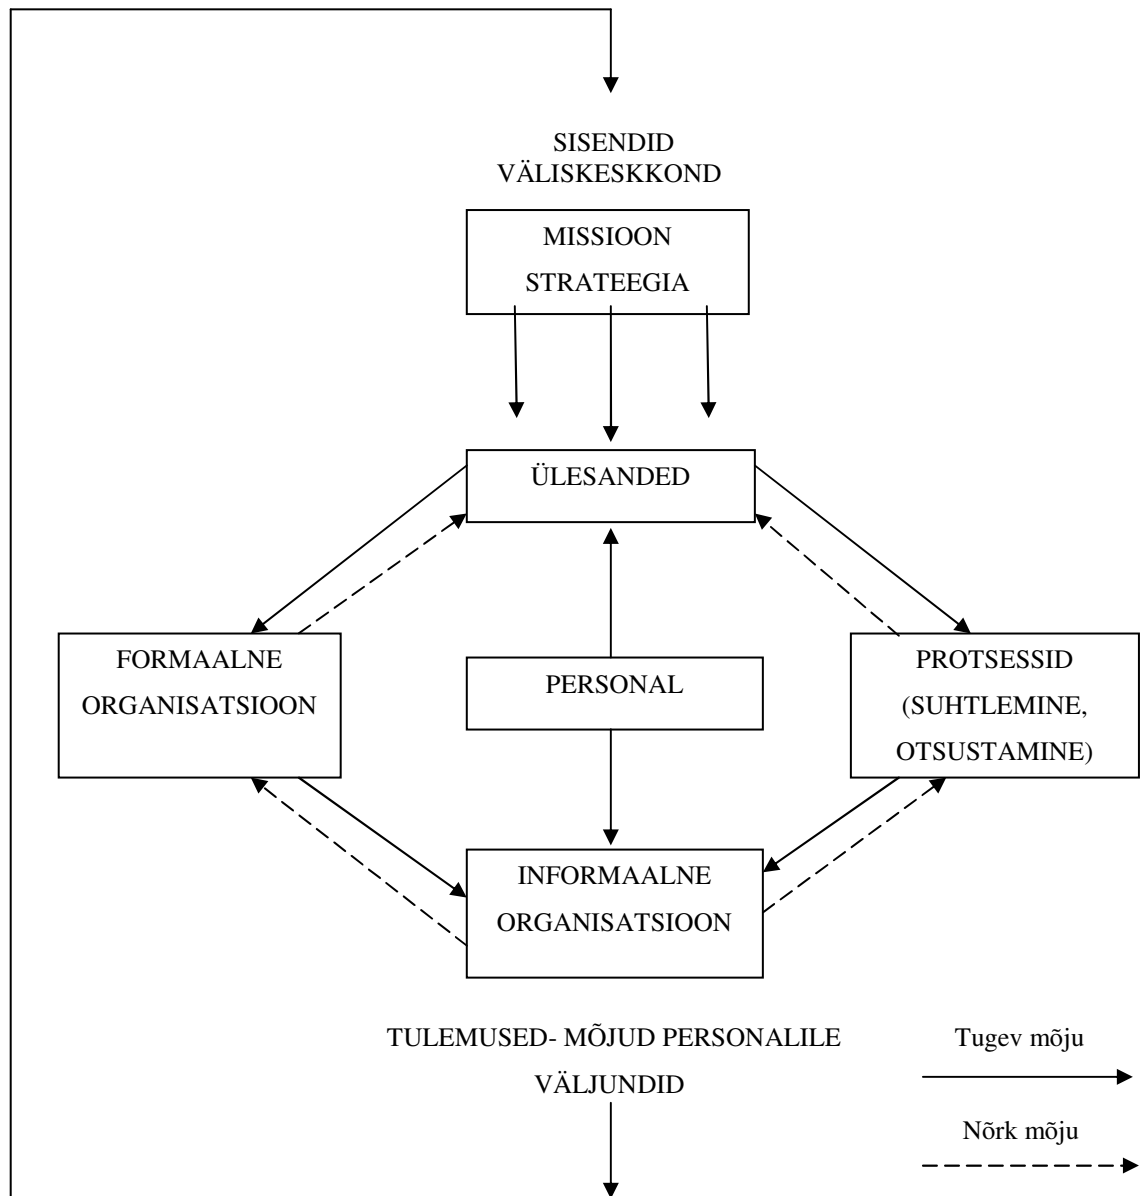 SISENDID
VÄLISKESKKOND
MISSIOON
STRATEEGIA
ÜLESANDED
FORMAALNE
ORGANISATSIOON
PERSONAL
PROTSESSID
(SUHTLEMINE,
OTSUSTAMINE)
INFORMAALNE
ORGANISATSIOON
TULEMUSED- MÕJUD PERSONALILE
VÄLJUNDID
Tugev mõju
Nõrk mõju